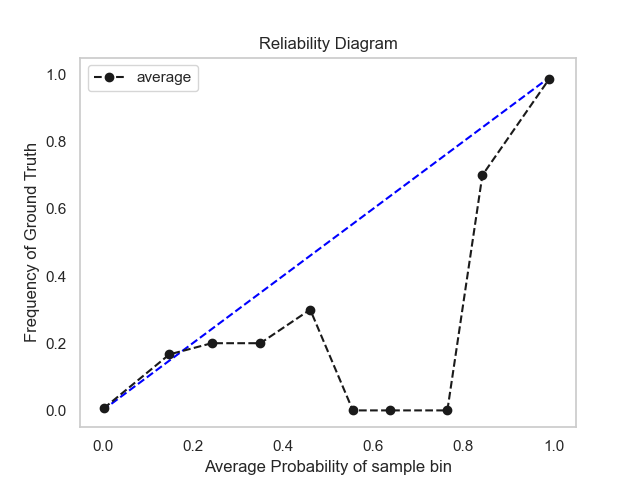 Reliability Diagram
average
1.0
0.8
0.6
0.4
0.2
0.0
Frequency of Ground Truth
0.0 0.2 0.4 0.6 0.8 1.0
Average Probability of sample bin